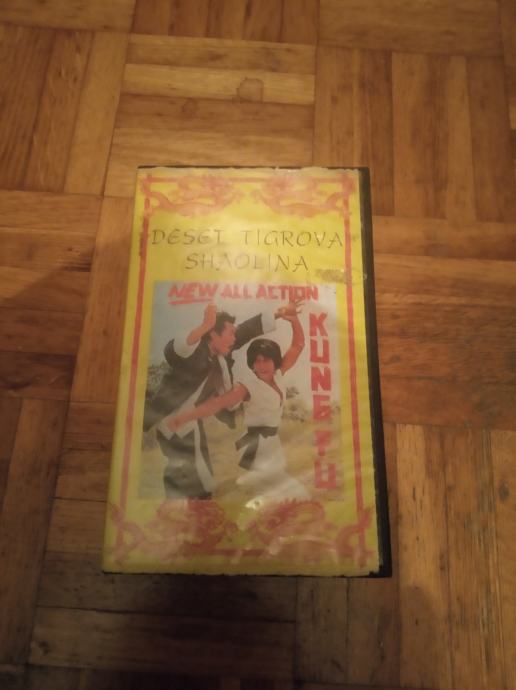 DESET TIGROVA
SHAOLINA
NEW ALL ACTION
KUNG FU